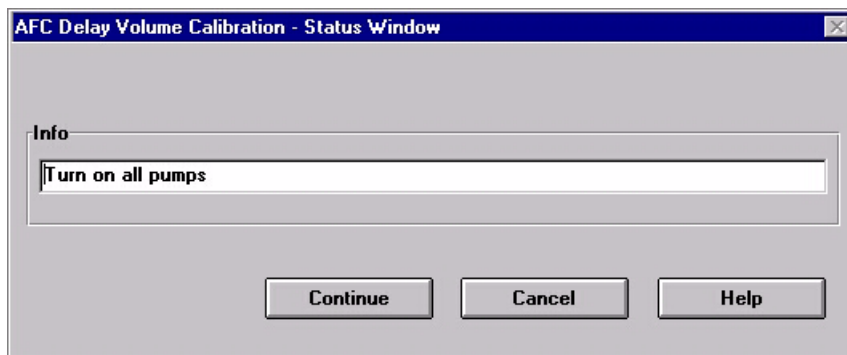 AFC Delay Volume Calibration - Status Window
Info
Turn on all pumps
Continue Cancel Help